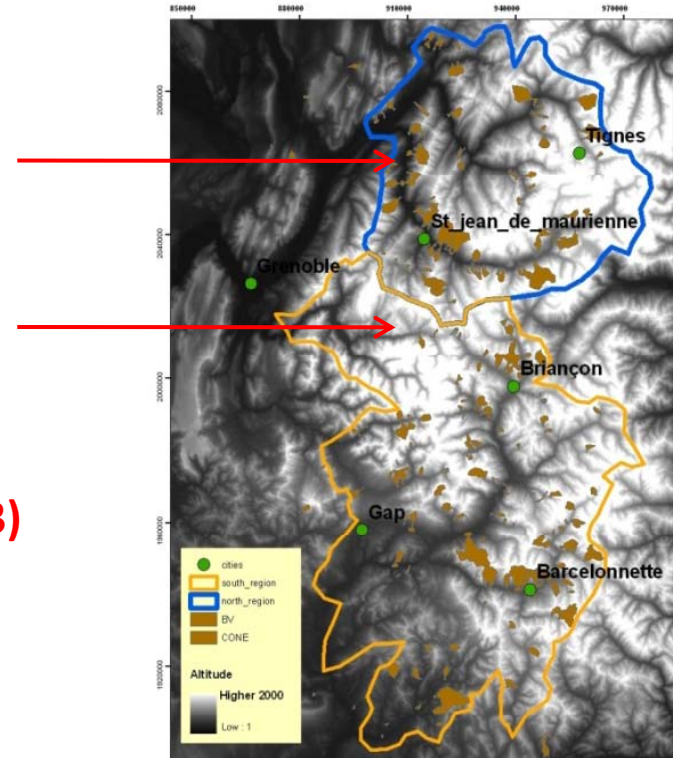 850000 880000 910000 940000 970000
2080000
Tignes
St_jean_de_maurienne
2040000
Grenoble
2000000
Briançon
3)
Gap
1960000
Barcelonnette
cities
south_region
north_region
BV
CONE
1920000
Altitude
Higher 2000
Low : 1